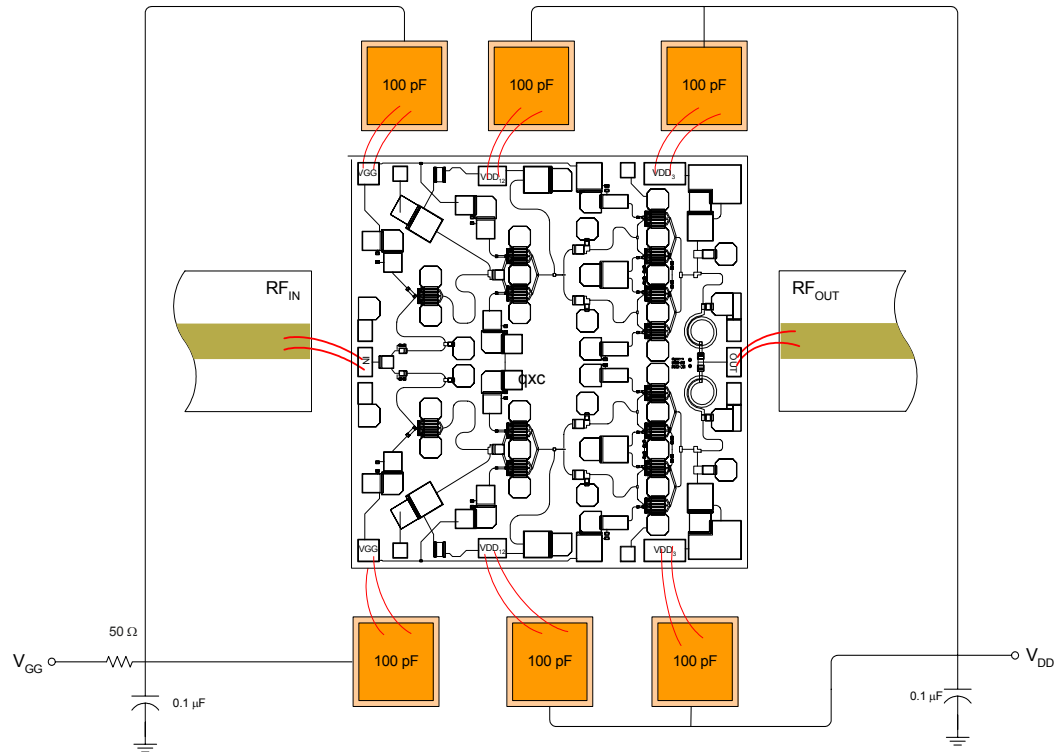 100 pF
100 pF
100 pF
VGG
VDD12
VDD3
RFIN
RFOUT
IN
OUT
qxc
VGG
VDD12
VDD3
50 Ω
VGG
100 pF
100 pF
100 pF
VDD
0.1 µF
0.1 µF